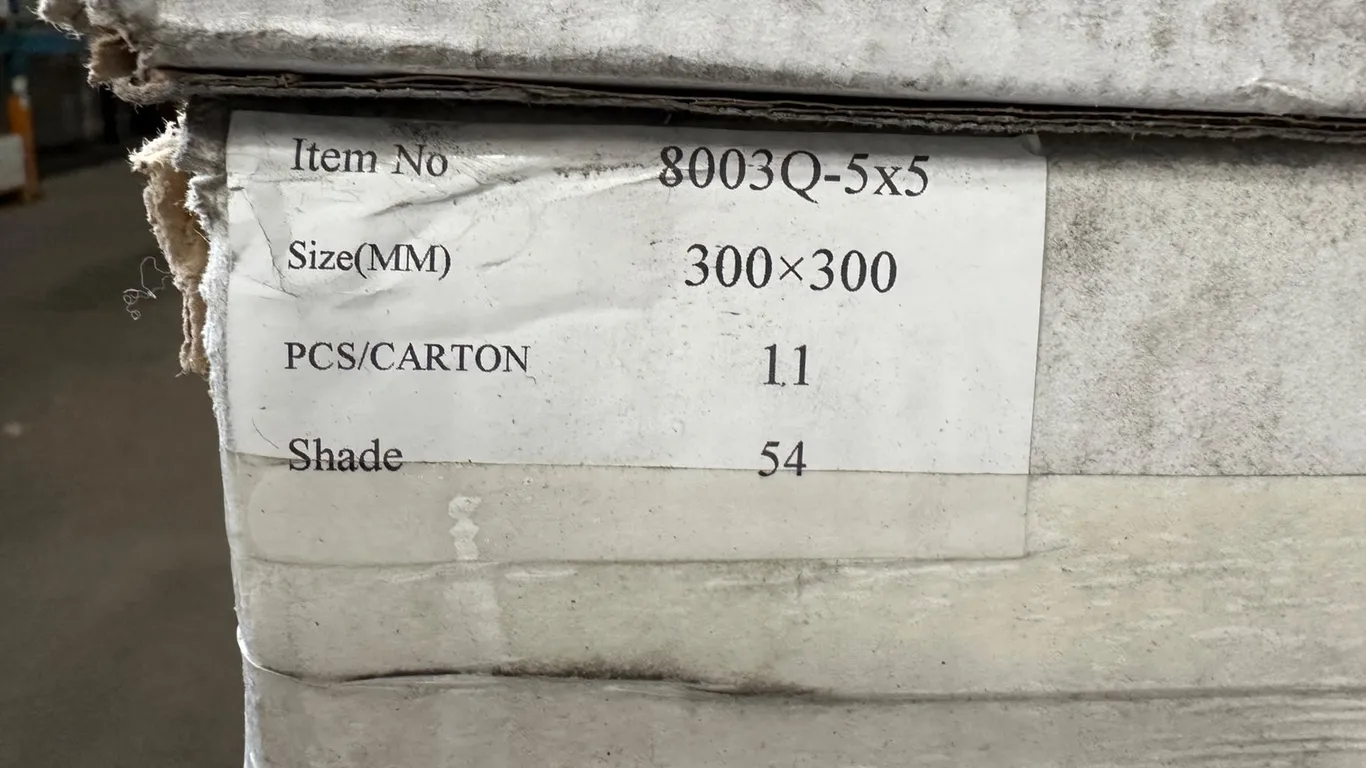 Item No 8003Q-5x5
Size(MM) 300×300
PCS/CARTON 11
Shade 54